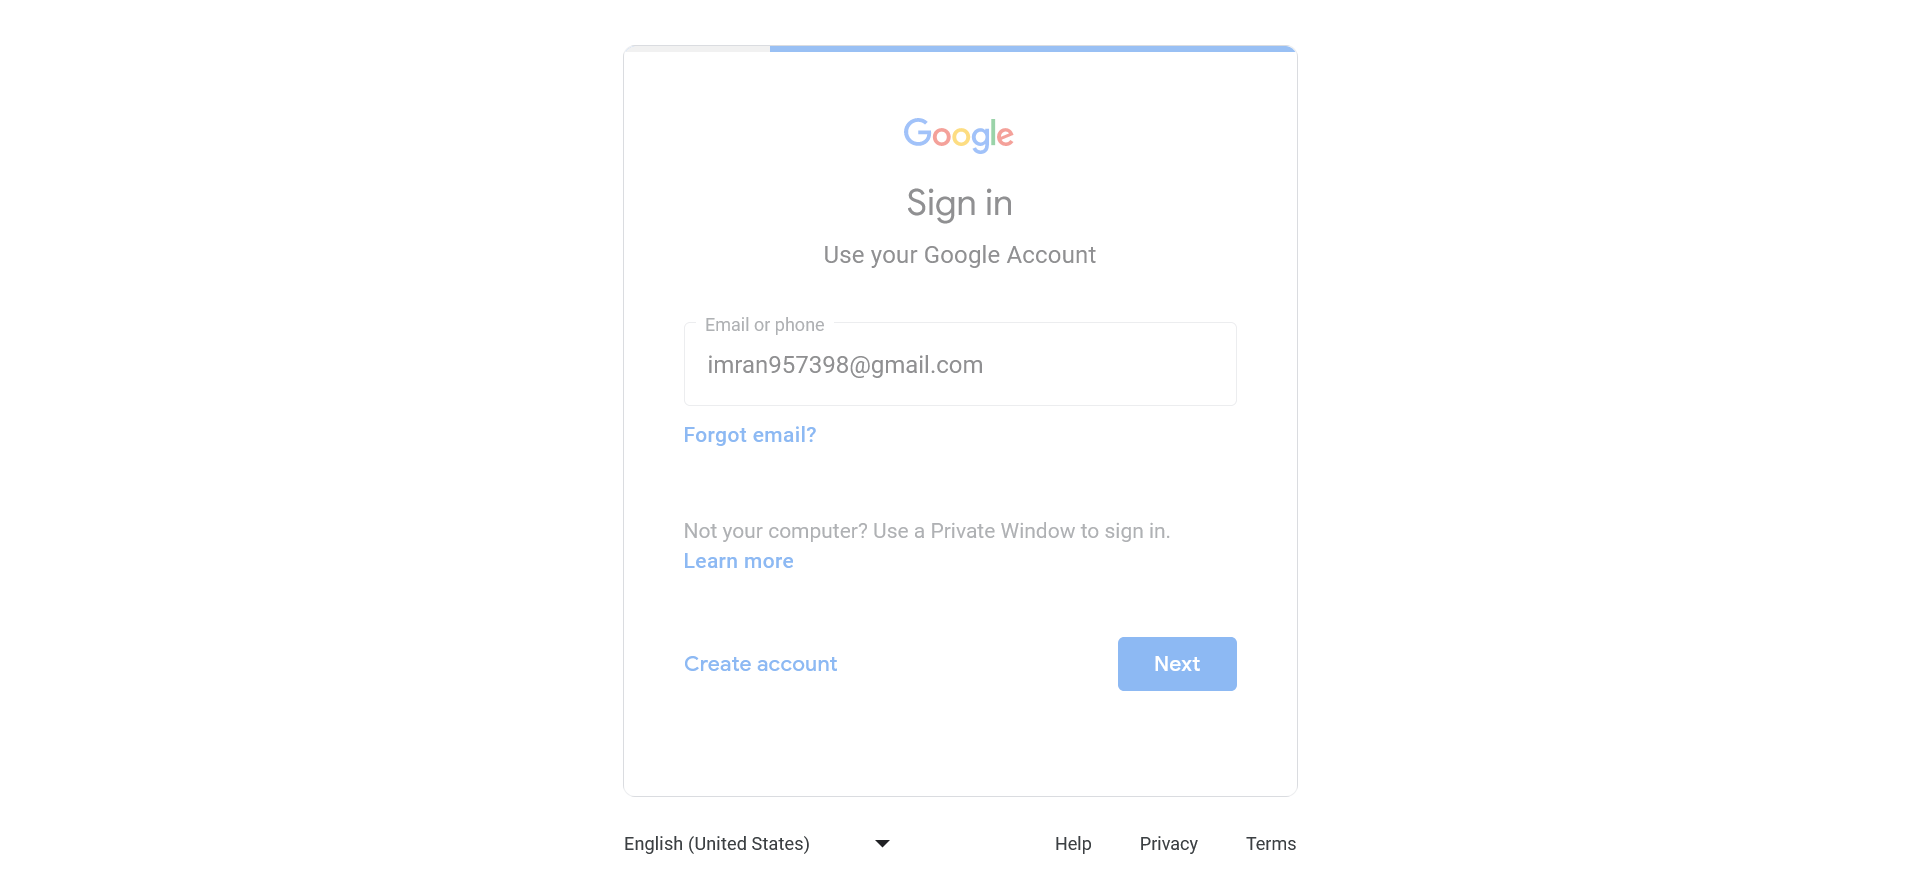 Google
Sign in
Use your Google Account
Email or phone
imran957398@gmail.com
Forgot email?
Not your computer? Use a Private Window to sign in.
Learn more
Create account
Next
English (United States)
Help
Privacy
Terms